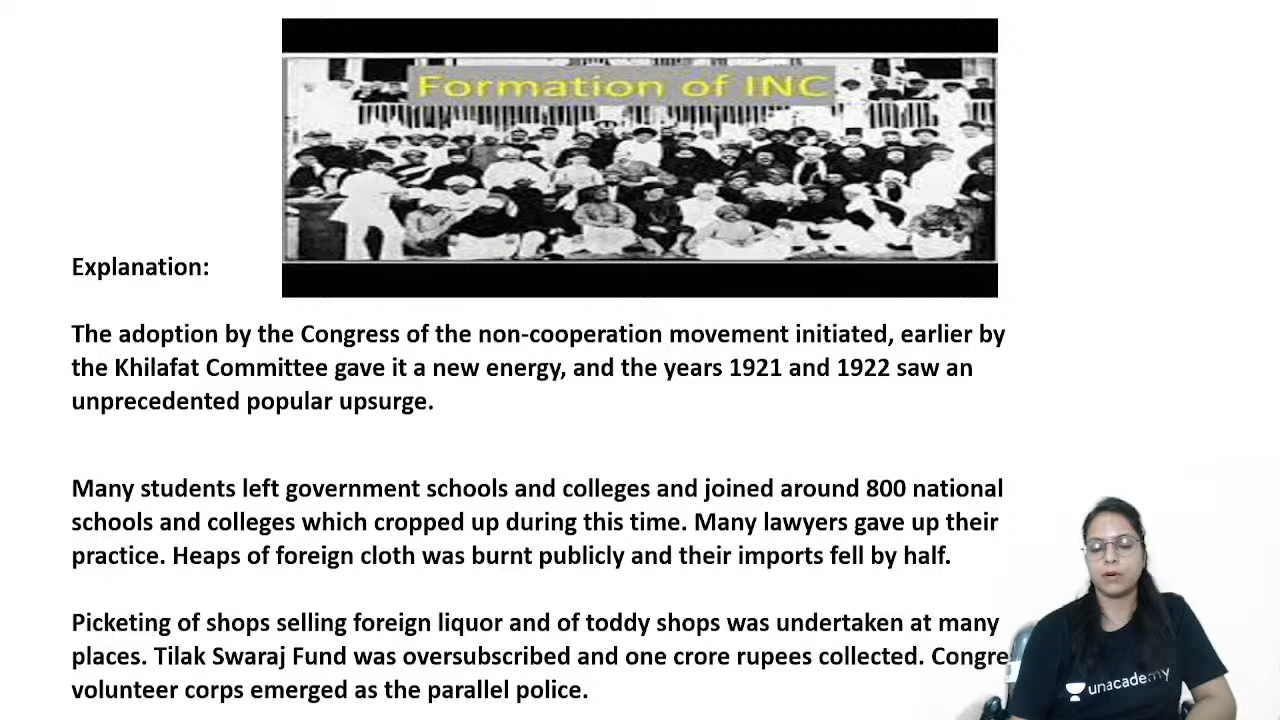 Formation of INC
Explanation:
The adoption by the Congress of the non-cooperation movement initiated, earlier by
the Khilafat Committee gave it a new energy, and the years 1921 and 1922 saw an
unprecedented popular upsurge.
Many students left government schools and colleges and joined around 800 national
schools and colleges which cropped up during this time. Many lawyers gave up their
practice. Heaps of foreign cloth was burnt publicly and their imports fell by half.
Picketing of shops selling foreign liquor and of toddy shops was undertaken at many
places. Tilak Swaraj Fund was oversubscribed and one crore rupees collected. Congre
volunteer corps emerged as the parallel police.
unacademy